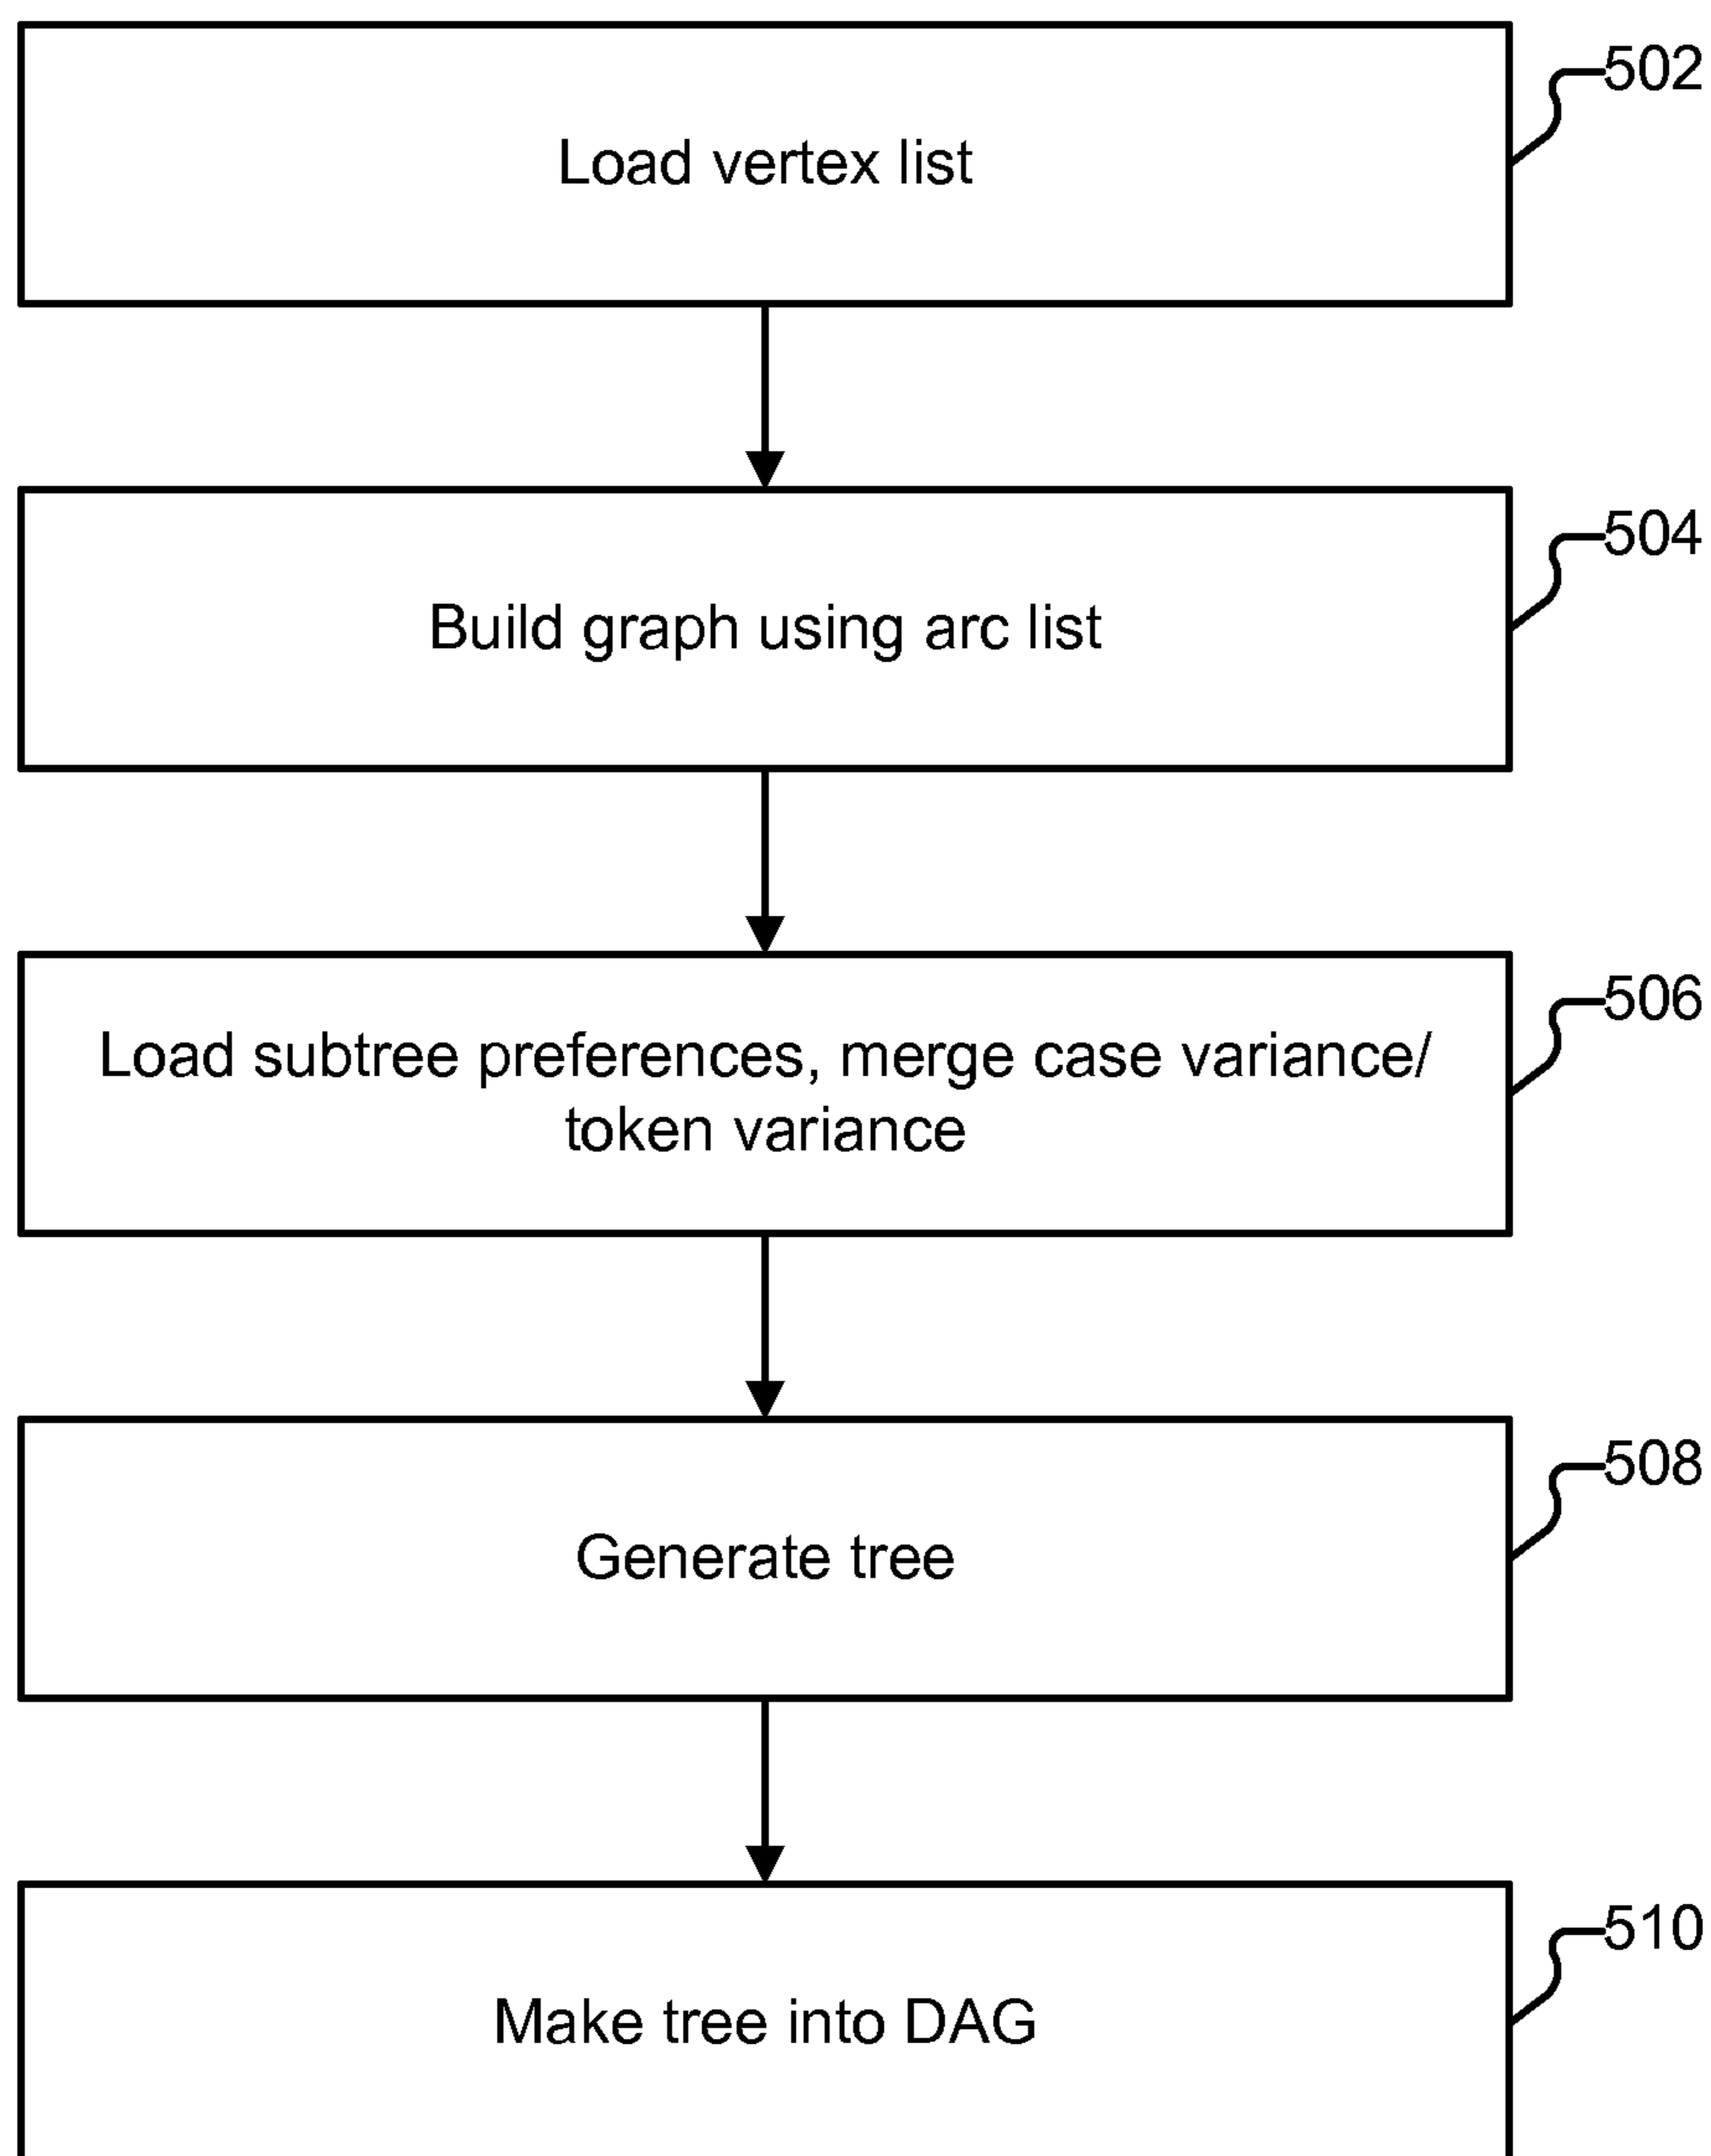 502
Load vertex list
504
Build graph using arc list
506
Load subtree preferences, merge case variance/
token variance
508
Generate tree
510
Make tree into DAG